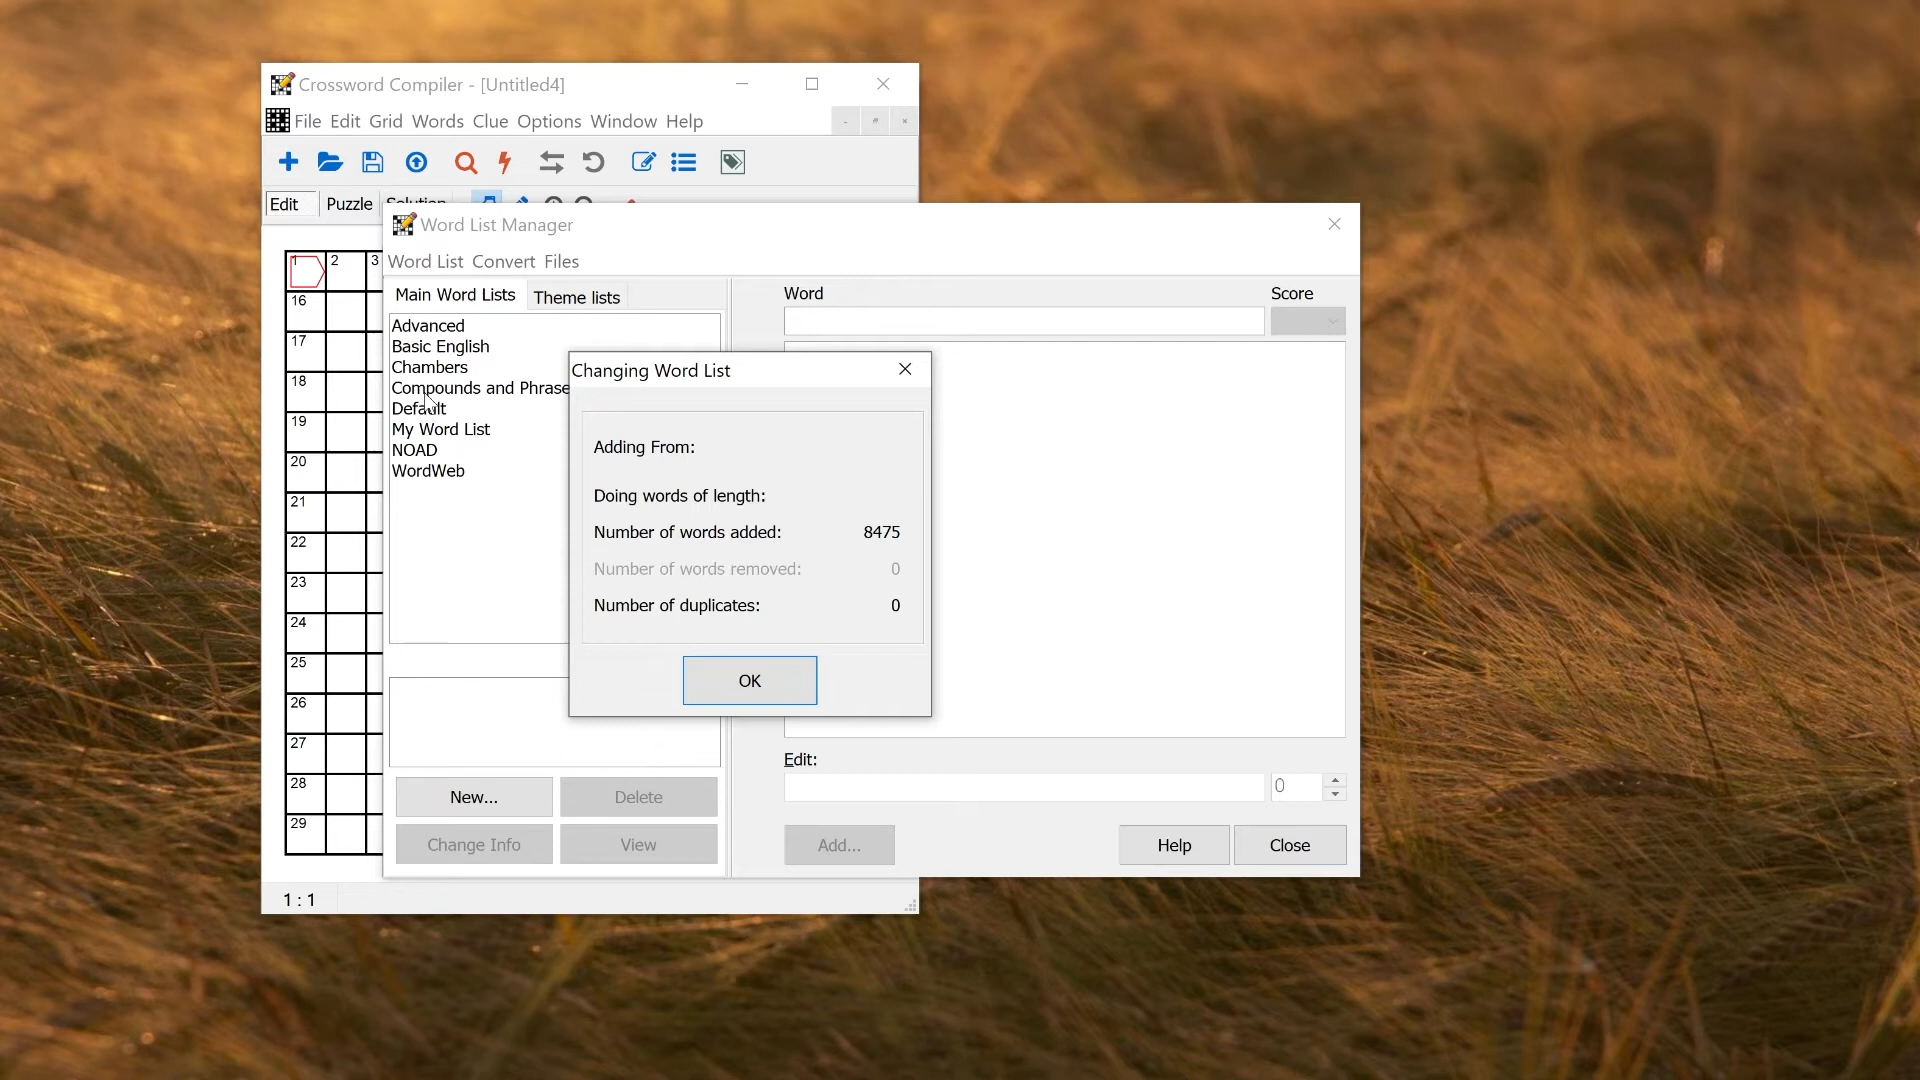 Crossword Compiler - [Untitled4]
File Edit Grid Words Clue Options Window Help
Edit Puzzle Solution
Word List Manager
Word List Convert Files
Main Word Lists Theme lists
Word Score
Advanced
Basic English
Chambers
Compounds and Phrase
Default
My Word List
NOAD
WordWeb
Changing Word List
Adding From:
Doing words of length:
Number of words added: 8475
Number of words removed: 0
Number of duplicates: 0
OK
Edit:
0
New... Delete
Change Info View
Add... Help Close
1 2 3
16
17
18
19
20
21
22
23
24
25
26
27
28
29
1 : 1